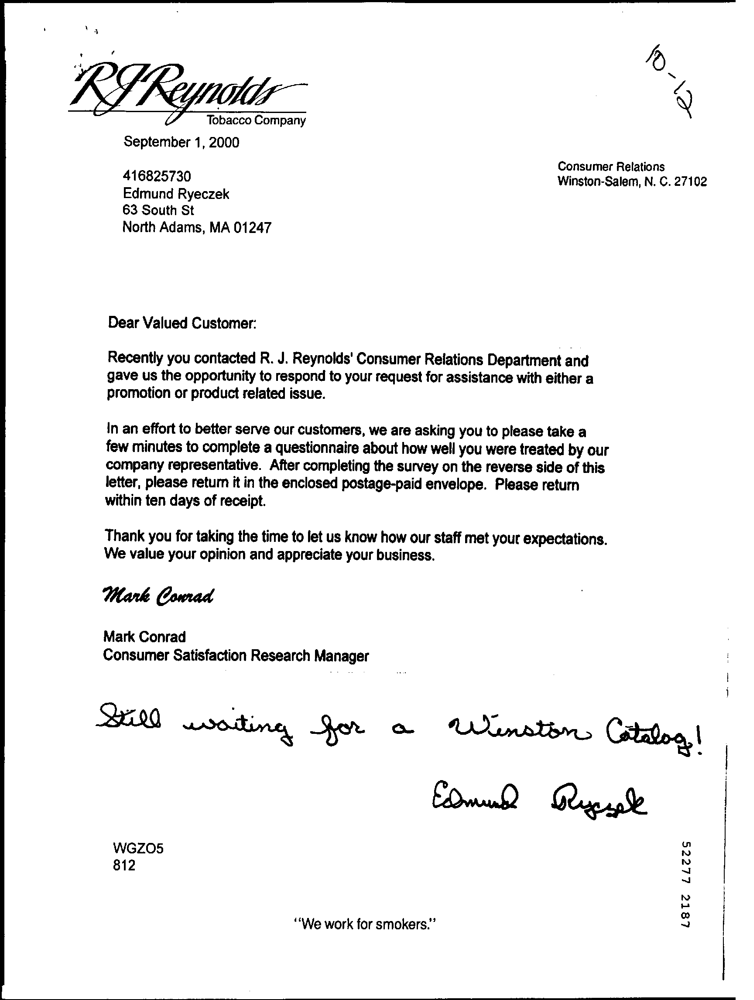 RJReynolds
Tobacco Company
10-12
September 1, 2000
Consumer Relations
Winston-Salem, N. C. 27102
416825730
Edmund Ryeczek
63 South St
North Adams, MA 01247
Dear Valued Customer:
Recently you contacted R. J. Reynolds' Consumer Relations Department and
gave us the opportunity to respond to your request for assistance with either a
promotion or product related issue.
In an effort to better serve our customers, we are asking you to please take a
few minutes to complete a questionnaire about how well you were treated by our
company representative. After completing the survey on the reverse side of this
letter, please return it in the enclosed postage-paid envelope. Please return
within ten days of receipt.
Thank you for taking the time to let us know how our staff met your expectations.
We value your opinion and appreciate your business.
Mark Conrad
Mark Conrad
Consumer Satisfaction Research Manager
Still waiting for a Winston Catalog!
Edmund
WGZO5
812
52277 2187
"We work for smokers."